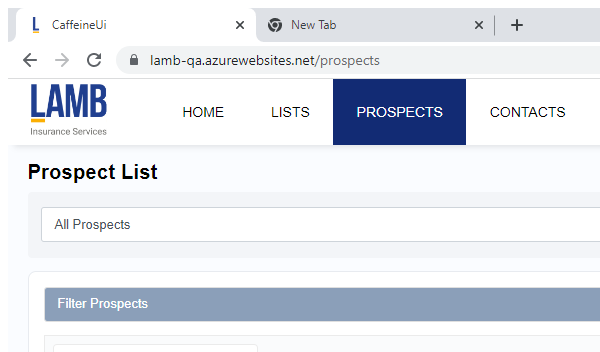 CaffeineUi
New Tab
lamb-qa.azurewebsites.net/prospects
LAMB
Insurance Services
HOME LISTS PROSPECTS CONTACTS
Prospect List
All Prospects
Filter Prospects